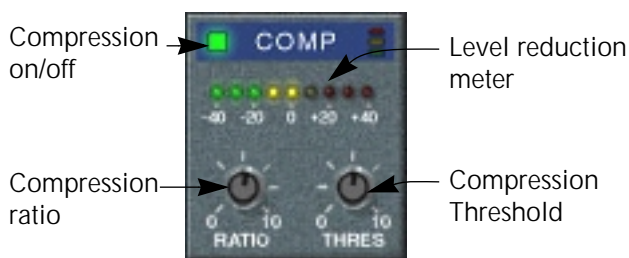 Compression
on/off
COMP
Level reduction
meter
-40 -20 0 +20 +40
Compression
ratio
Compression
Threshold
0 10 0 10
RATIO THRES